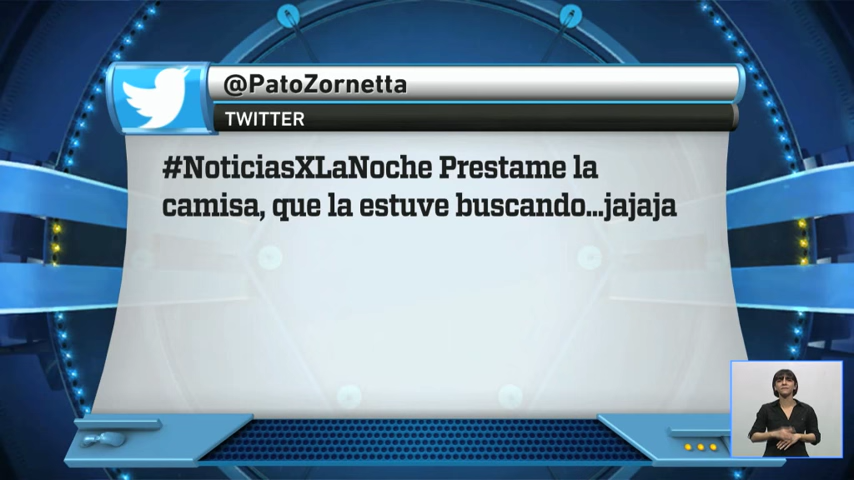 @PatoZornetta
TWITTER
#NoticiasXLaNoche Prestame la
camisa, que la estuve buscando...jajaja